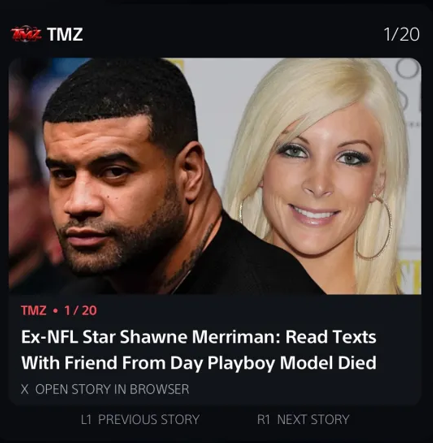 TMZ TMZ
1/20
TMZ • 1 / 20
Ex-NFL Star Shawne Merriman: Read Texts
With Friend From Day Playboy Model Died
X OPEN STORY IN BROWSER
L1 PREVIOUS STORY R1 NEXT STORY